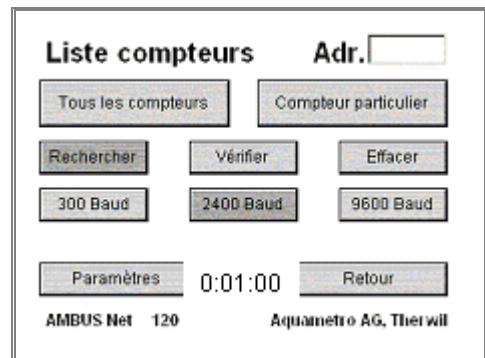 Liste compteurs Adr.
Tous les compteurs Compteur particulier
Rechercher Vérifier Effacer
300 Baud 2400 Baud 9600 Baud
Paramètres 0:01:00 Retour
AMBUS Net 120 Aquametro AG, Therwil